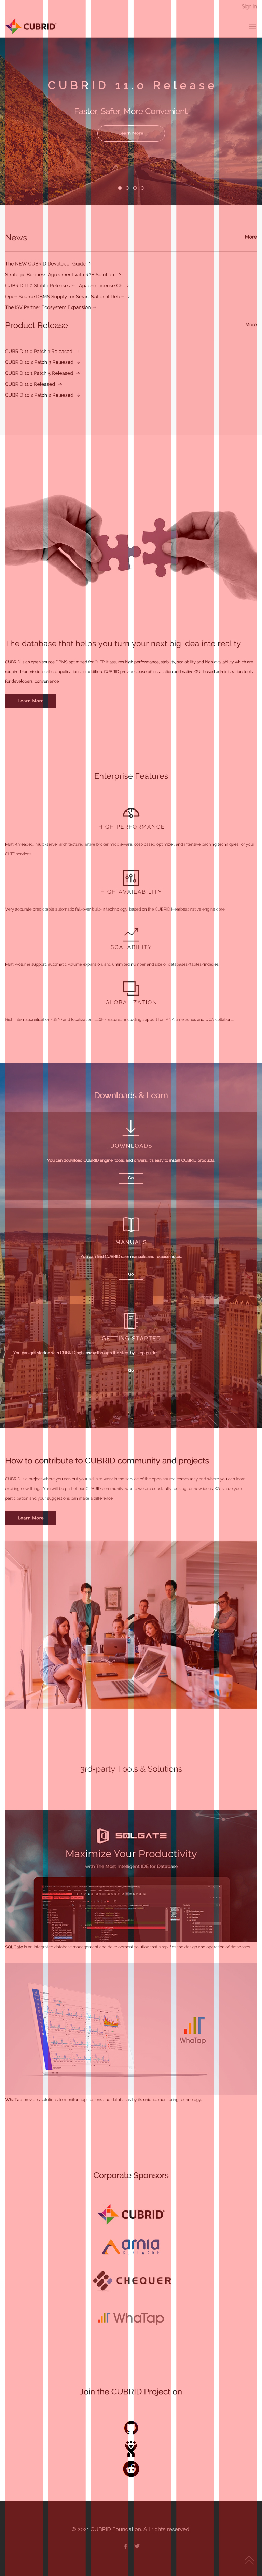 Sign In
CUBRID
CUBRID 11.0 Release
Faster, Safer, More Convenient
Learn More
News
More
The NEW CUBRID Developer Guide >
Strategic Business Agreement with R2B Solution >
CUBRID 11.0 Stable Release and Apache License Ch >
Open Source DBMS Supply for Smart National Defen >
The ISV Partner Ecosystem Expansion >
Product Release
More
CUBRID 11.0 Patch 1 Released >
CUBRID 10.2 Patch 3 Released >
CUBRID 10.1 Patch 5 Released >
CUBRID 11.0 Released >
CUBRID 10.2 Patch 2 Released >
The database that helps you turn your next big idea into reality
CUBRID is an open source DBMS optimized for OLTP. It assures high performance, stability, scalability and high availability which are
required for mission-critical applications. In addition, CUBRID provides ease of installation and native GUI-based administration tools
for developers' convenience.
Learn More
Enterprise Features
HIGH PERFORMANCE
Multi-threaded, multi-server architecture, native broker middleware, cost-based optimizer and intensive caching techniques for your
OLTP services.
HIGH AVAILABILITY
Very accurate predictable automatic fail-over built-in technology, based on the CUBRID Heartbeat native engine core.
SCALABILITY
Multi volume support, automatic volume expansion, and unlimited number and size of databases/tables/indexes.
GLOBALIZATION
Rich Internationalization (I18N) and localization (L10N) features, including support for IANA time zones and UCA collations.
Downloads & Learn
DOWNLOADS
You can download CUBRID engine, tools, and drivers. It's easy to install CUBRID products.
Go
MANUALS
You can find CUBRID user manuals and release notes.
Go
GETTING STARTED
You can get started with CUBRID right away through the step-by-step guides.
Go
How to contribute to CUBRID community and projects
CUBRID is a project where you can put your skills to work in the service of the open source community and where you can learn
exciting new things. You will be part of our CUBRID community, where we are constantly looking for new ideas. We value your
participation and your suggestions can make a difference.
Learn More
3rd-party Tools & Solutions
SQLGATE
Maximize Your Productivity
with The Most Intelligent IDE for Database
SQLGate is an integrated database management and development solution that simplifies the design and operation of databases.
WhaTap
WhaTap provides solutions to monitor applications and databases by its unique monitoring technology.
Corporate Sponsors
CUBRID
arnia
SOFTWARE
CHEQUER
WhaTap
Join the CUBRID Project on
© 2021 CUBRID Foundation. All rights reserved.